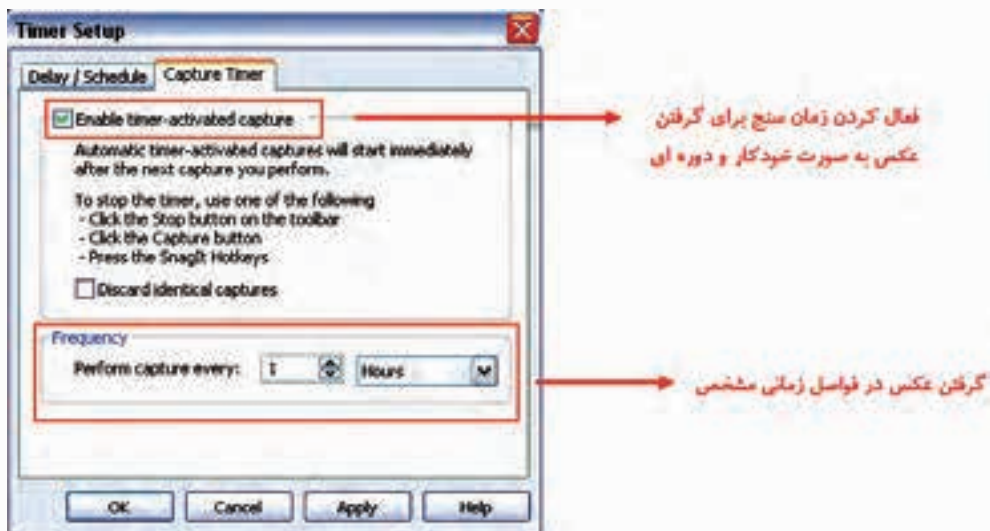 Timer Setup
Delay / Schedule
Capture Timer
Enable timer-activated capture
Automatic timer-activated captures will start immediately
after the next capture you perform.
To stop the timer, use one of the following
- Click the Stop button on the toolbar
- Click the Capture button
- Press the SnagIt Hotkeys
Discard identical captures
Frequency
Perform capture every: 1 Hours
OK Cancel Apply Help
فعال کردن زمان سنج برای گرفتن
عکس به صورت خودکار و دوره ای
گرفتن عکس در فواصل زمانی مشخص